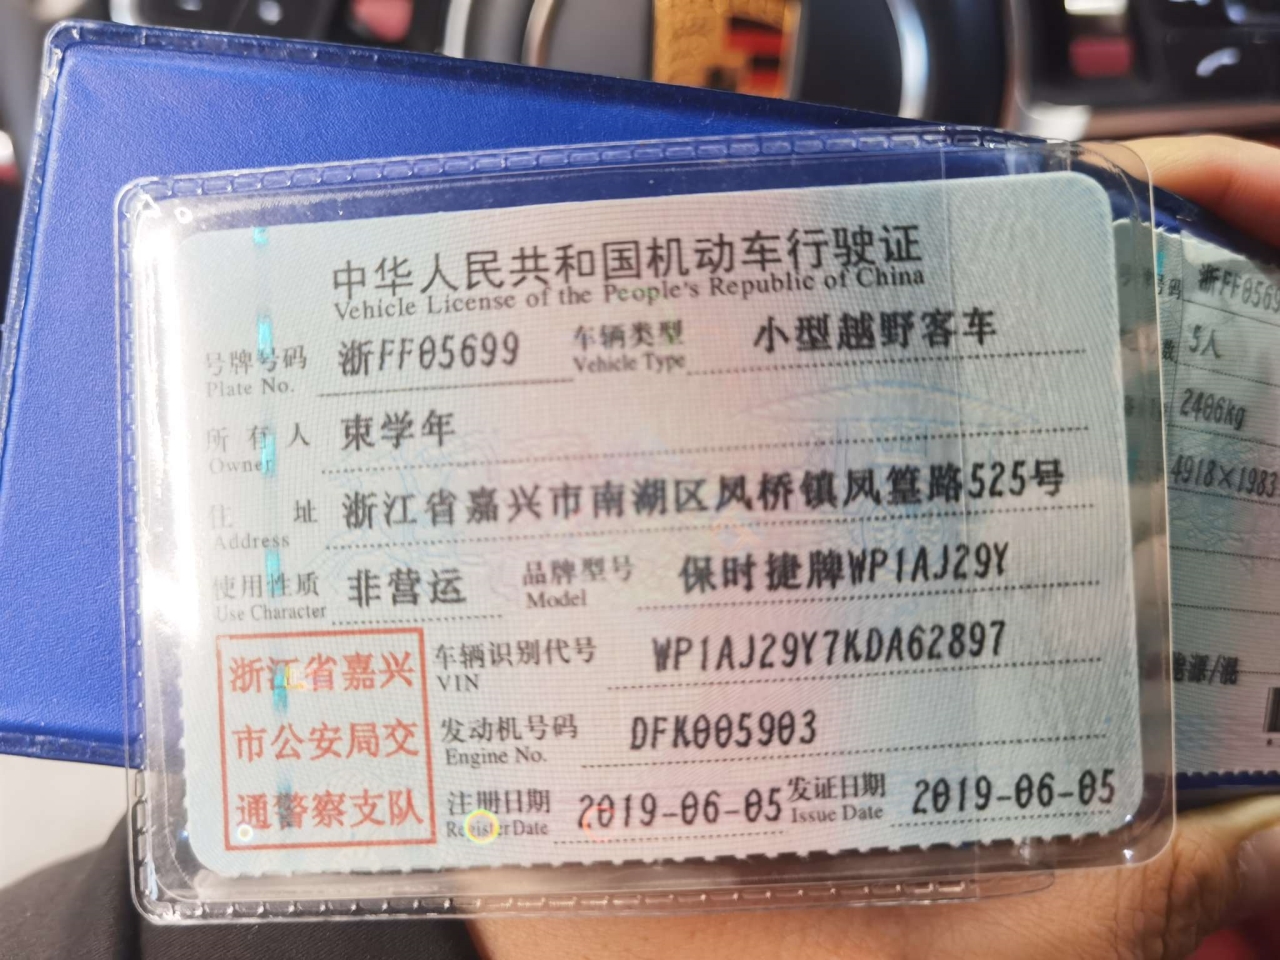 中华人民共和国机动车行驶证
Vehicle License of the People's Republic of China
号牌号码 浙FF05699 车辆类型 小型越野客车
Plate No. Vehicle Type
所有人 束学年
Owner
住址 浙江省嘉兴市南湖区凤桥镇凤篁路525号
Address
使用性质 非营运 品牌型号 保时捷牌WP1AJ29Y
Use Character Model
车辆识别代号 WP1AJ29Y7KDA62897
VIN
发动机号码 DFK005903
Engine No.
注册日期 2019-06-05 发证日期 2019-06-05
Register Date Issue Date
浙江省嘉兴
市公安局交
通警察支队
号码 浙FF0569
5人
2406kg
4918×1983